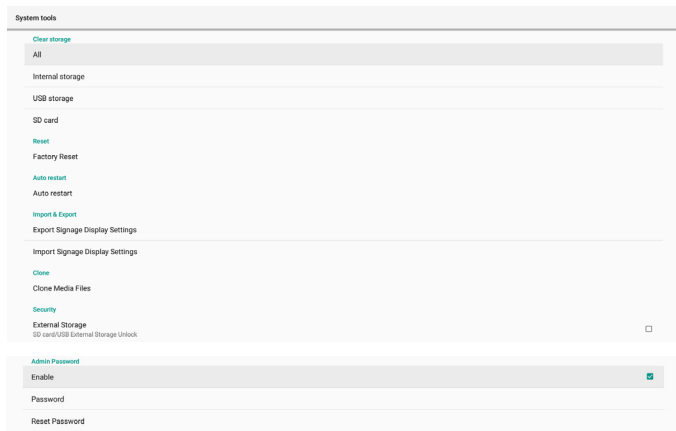 System tools
Clear storage
All
Internal storage
USB storage
SD card
Reset
Factory Reset
Auto restart
Auto restart
Import & Export
Export Signage Display Settings
Import Signage Display Settings
Clone
Clone Media Files
Security
External Storage
SD card/USB External Storage Unlock
Admin Password
Enable
Password
Reset Password